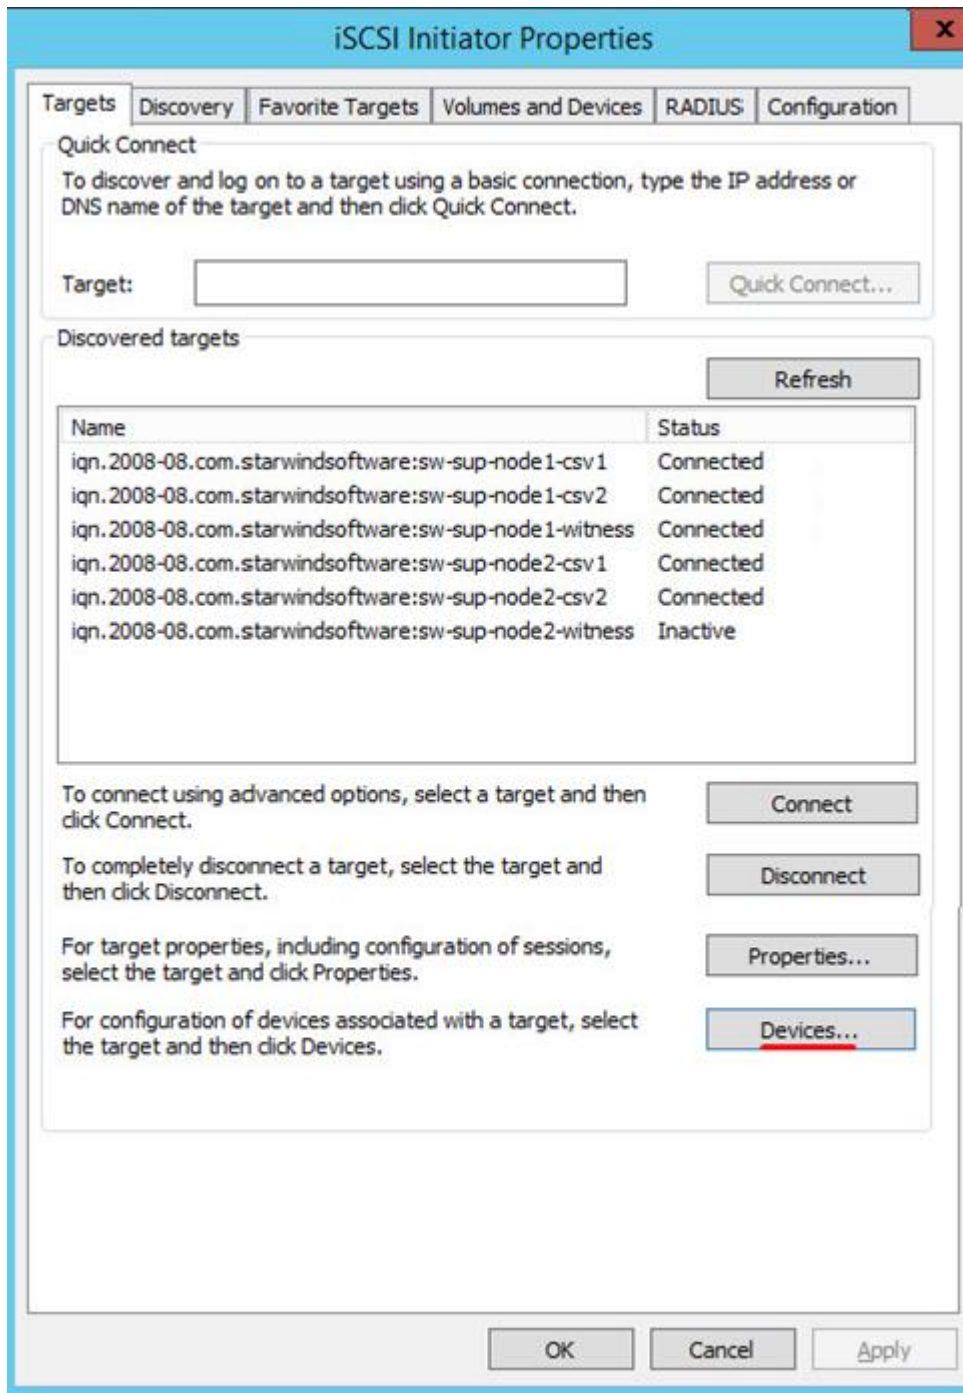 iSCSI Initiator Properties
x
Targets Discovery Favorite Targets Volumes and Devices RADIUS Configuration
Quick Connect
To discover and log on to a target using a basic connection, type the IP address or
DNS name of the target and then click Quick Connect.
Target:
Quick Connect...
Discovered targets
Refresh
Name Status
iqn.2008-08.com.starwindsoftware:sw-sup-node1-csv1 Connected
iqn.2008-08.com.starwindsoftware:sw-sup-node1-csv2 Connected
iqn.2008-08.com.starwindsoftware:sw-sup-node1-witness Connected
iqn.2008-08.com.starwindsoftware:sw-sup-node2-csv1 Connected
iqn.2008-08.com.starwindsoftware:sw-sup-node2-csv2 Connected
iqn.2008-08.com.starwindsoftware:sw-sup-node2-witness Inactive
To connect using advanced options, select a target and then
click Connect.
Connect
To completely disconnect a target, select the target and
then click Disconnect.
Disconnect
For target properties, including configuration of sessions,
select the target and click Properties.
Properties...
For configuration of devices associated with a target, select
the target and then click Devices.
Devices...
OK Cancel Apply